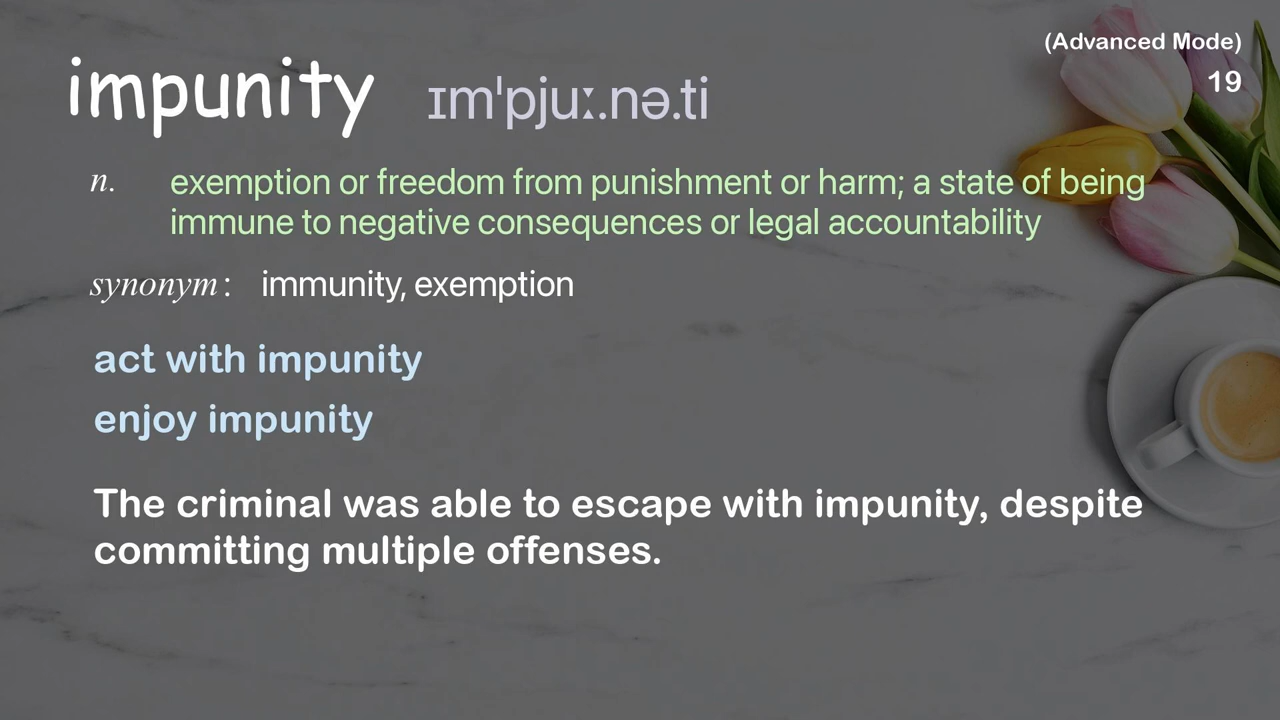 (Advanced Mode)
19
impunity ɪmˈpjuː.nə.ti
n. exemption or freedom from punishment or harm; a state of being
immune to negative consequences or legal accountability
synonym : immunity, exemption
act with impunity
enjoy impunity
The criminal was able to escape with impunity, despite
committing multiple offenses.